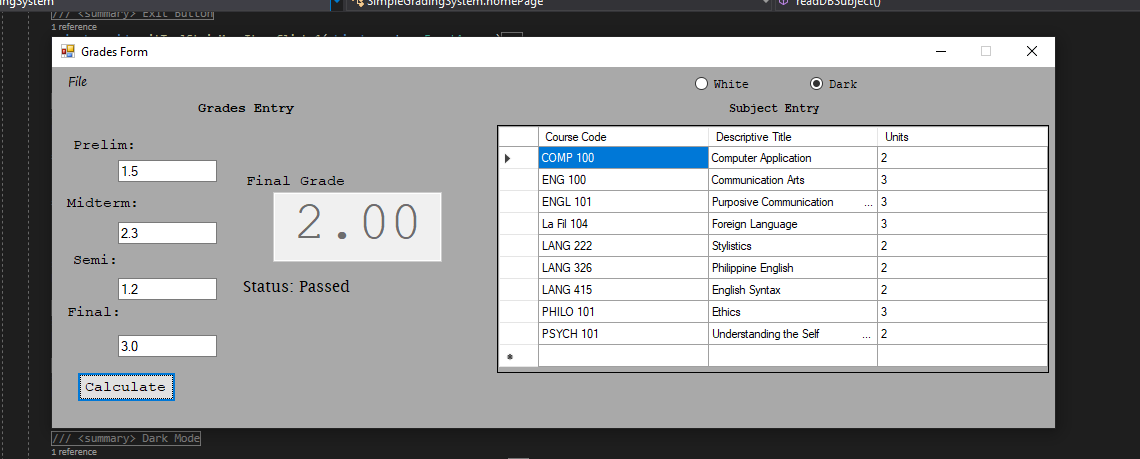 ngSystem SimpleGradingSystem.homePage readDBSubject()
/// <summary> Exit Button
1 reference
Grades Form
File White Dark
Grades Entry Subject Entry
Course Code Descriptive Title Units
Prelim: COMP 100 Computer Application 2
1.5 ENG 100 Communication Arts 3
Final Grade
Midterm: ENGL 101 Purposive Communication ... 3
2.00 La Fil 104 Foreign Language 3
2.3
LANG 222 Stylistics 2
Semi: LANG 326 Philippine English 2
1.2 Status: Passed LANG 415 English Syntax 2
Final: PHILO 101 Ethics 3
PSYCH 101 Understanding the Self ... 2
3.0
Calculate
/// <summary> Dark Mode
1 reference